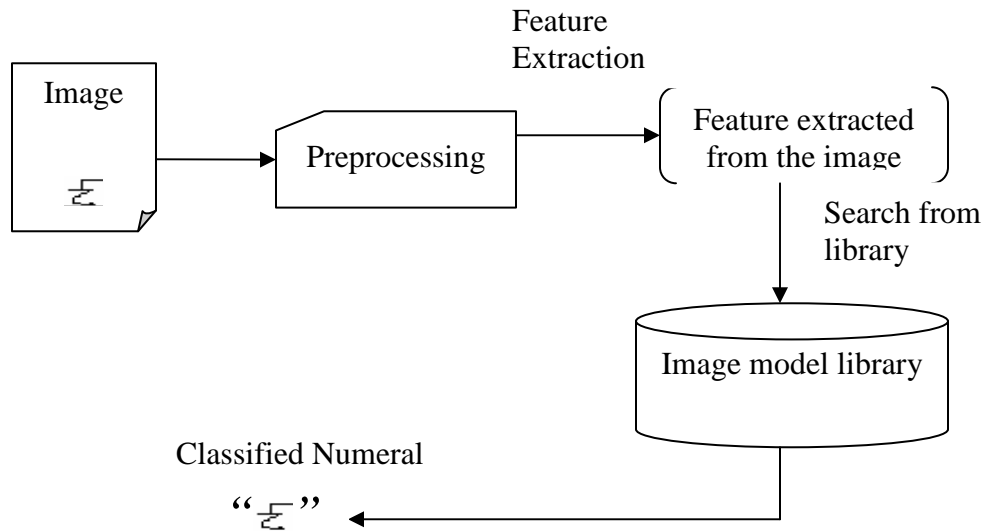 Feature
Extraction
Image
Preprocessing
Feature extracted
from the image
Search from
library
Image model library
Classified Numeral
“ ”